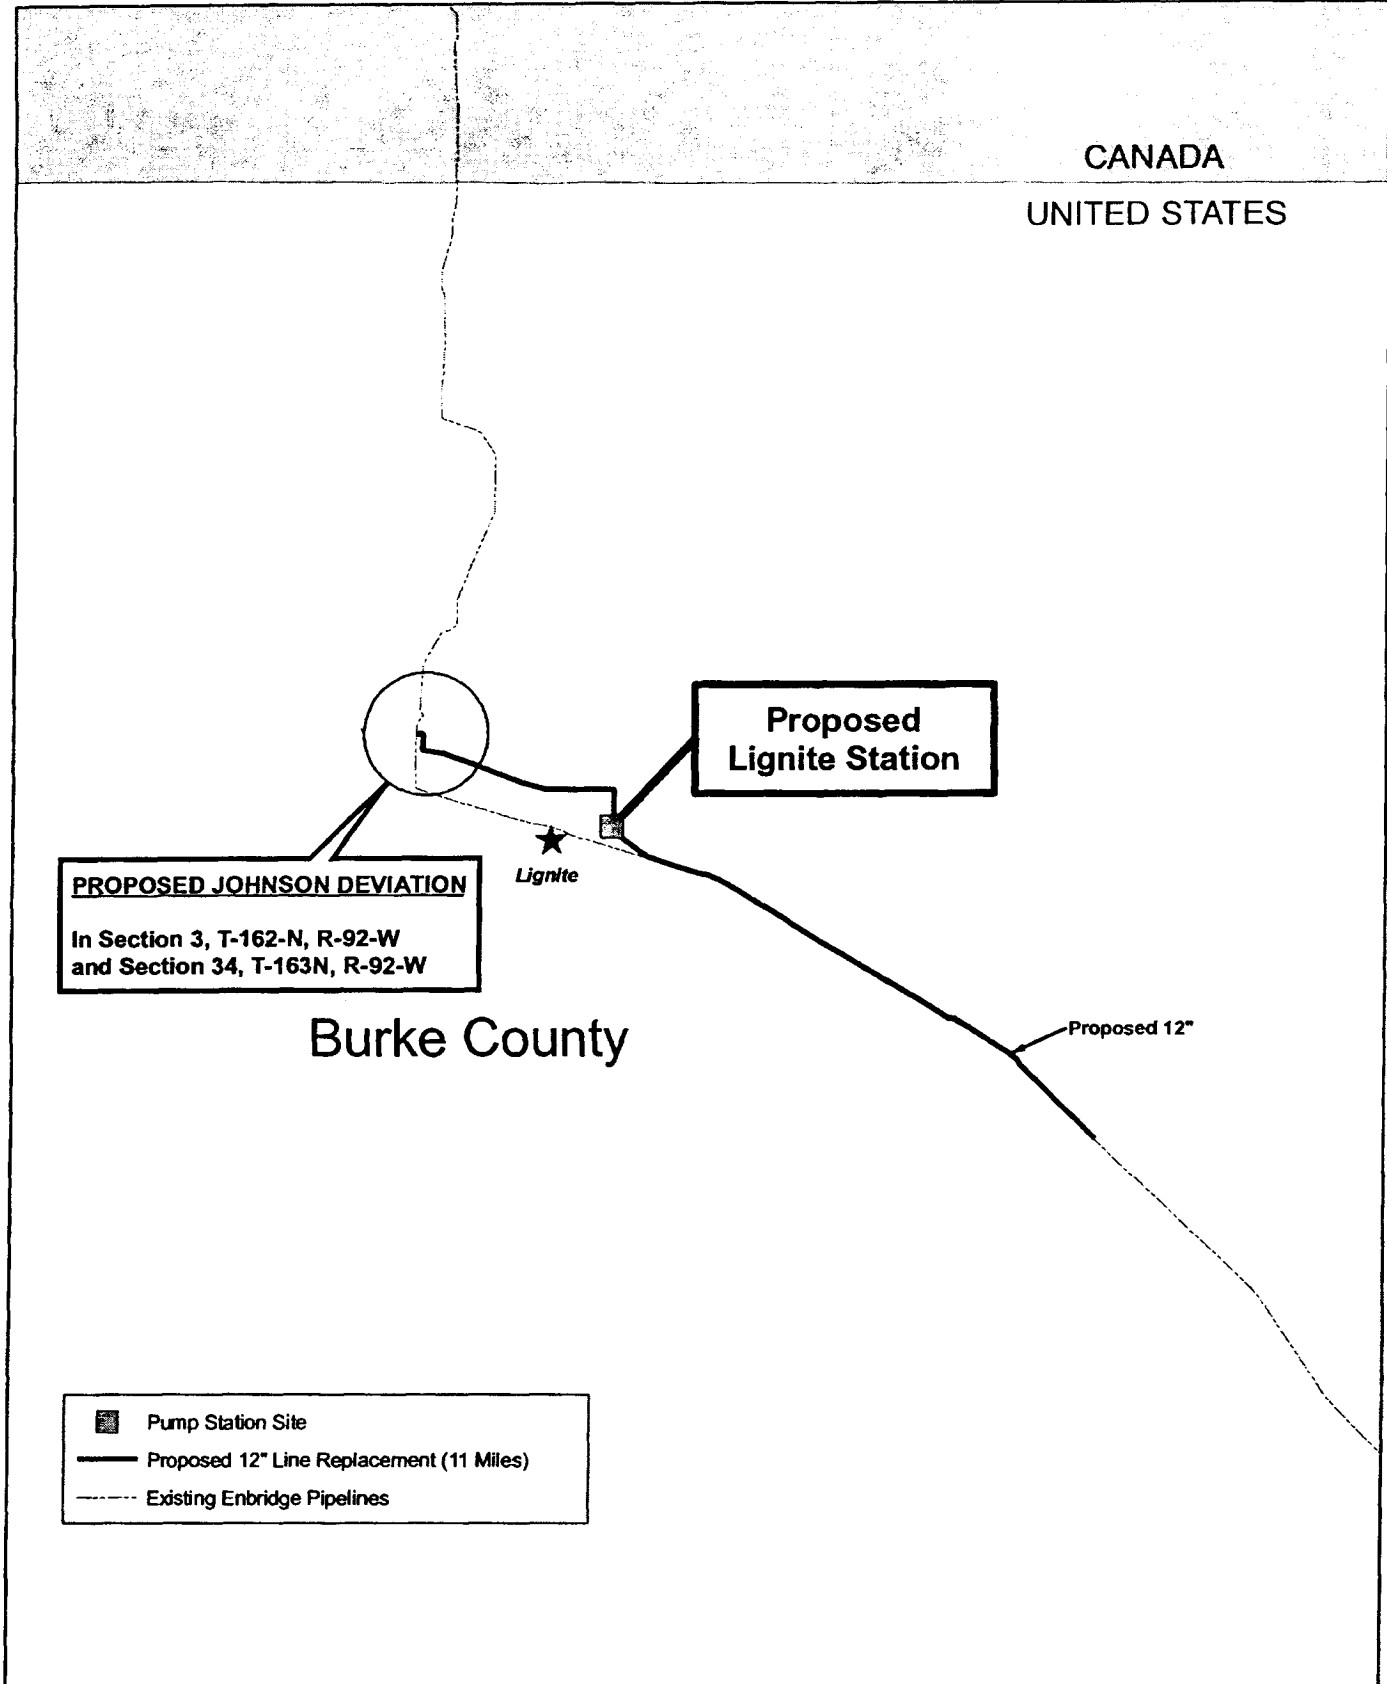 CANADA
UNITED STATES
Proposed
Lignite Station
Lignite
PROPOSED JOHNSON DEVIATION
In Section 3, T-162-N, R-92-W
and Section 34, T-163N, R-92-W
Burke County
Proposed 12"
Pump Station Site
Proposed 12" Line Replacement (11 Miles)
Existing Enbridge Pipelines